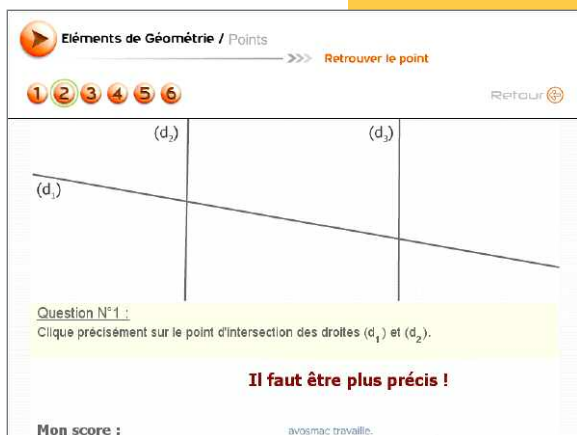 Eléments de Géométrie / Points
Retrouver le point
1 2 3 4 5 6
Retour
(d₂) (d₃)
(d₁)
Question N°1 :
Clique précisément sur le point d'intersection des droites (d₁) et (d₂).
Il faut être plus précis !
Mon score : avosmac travaille.